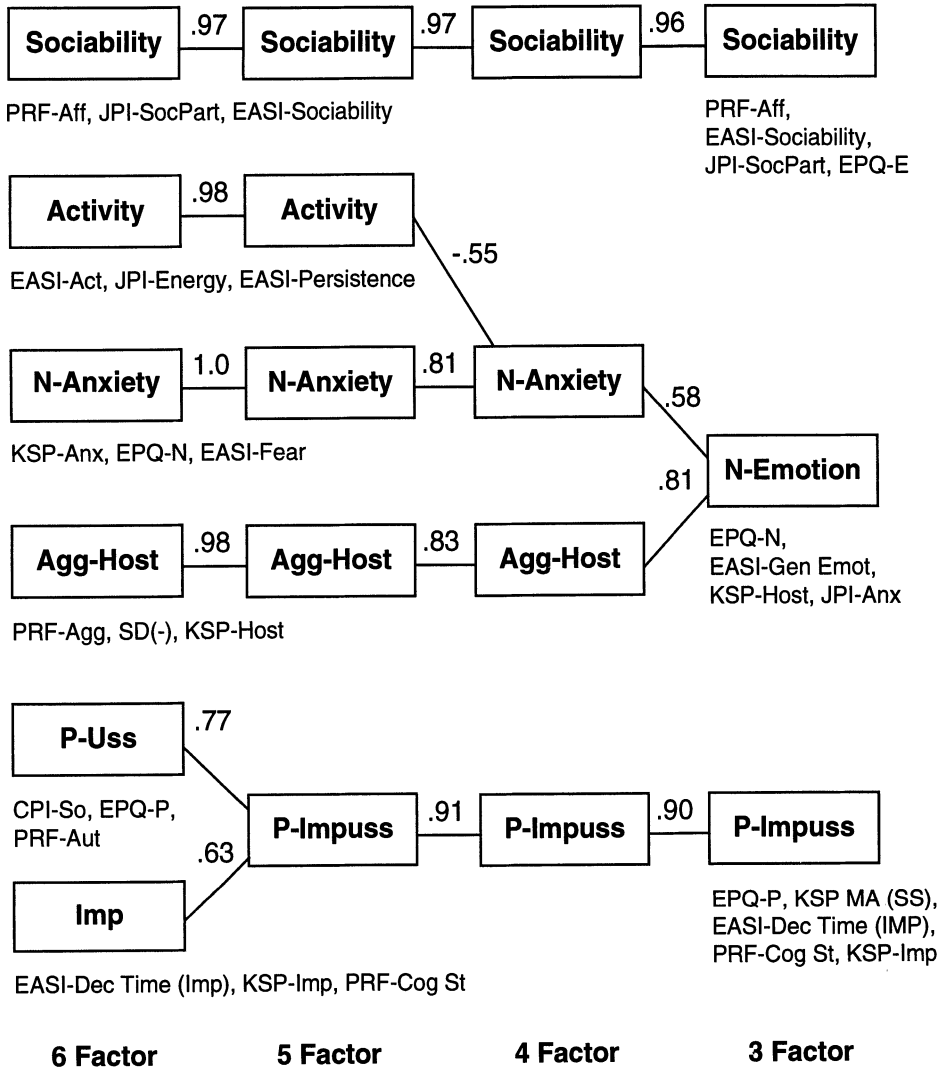 .97
.97
.96
Sociability
Sociability
Sociability
Sociability
PRF-Aff, JPI-SocPart, EASI-Sociability
PRF-Aff,
EASI-Sociability,
JPI-SocPart, EPQ-E
.98
Activity
Activity
-.55
EASI-Act, JPI-Energy, EASI-Persistence
1.0
.81
N-Anxiety
N-Anxiety
N-Anxiety
.58
KSP-Anx, EPQ-N, EASI-Fear
.81
N-Emotion
EPQ-N,
EASI-Gen Emot,
KSP-Host, JPI-Anx
.98
.83
Agg-Host
Agg-Host
Agg-Host
PRF-Agg, SD(-), KSP-Host
.77
P-Uss
CPI-So, EPQ-P,
PRF-Aut
.63
.91
.90
P-Impuss
P-Impuss
P-Impuss
Imp
EPQ-P, KSP MA (SS),
EASI-Dec Time (IMP),
PRF-Cog St, KSP-Imp
EASI-Dec Time (Imp), KSP-Imp, PRF-Cog St
6 Factor
5 Factor
4 Factor
3 Factor